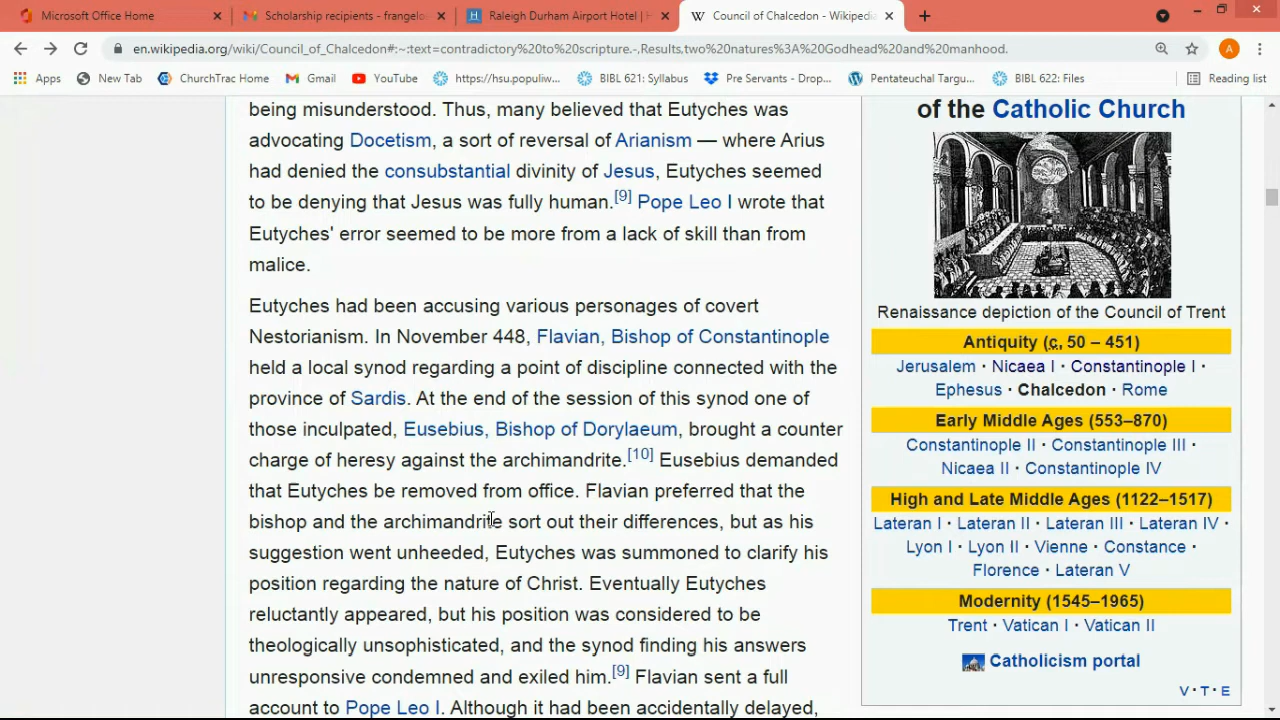 Microsoft Office Home
Scholarship recipients - frangelo
Raleigh Durham Airport Hotel |
Council of Chalcedon - Wikipedia
en.wikipedia.org/wiki/Council_of_Chalcedon#:~:text=contradictory%20to%20scripture.-,Results,two%20natures%3A%20Godhead%20and%20manhood.
A
Apps
New Tab
ChurchTrac Home
Gmail
YouTube
https://hsu.populiw...
BIBL 621: Syllabus
Pre Servants - Drop...
Pentateuchal Targu...
BIBL 622: Files
Reading list
being misunderstood. Thus, many believed that Eutyches was
advocating Docetism, a sort of reversal of Arianism — where Arius
had denied the consubstantial divinity of Jesus, Eutyches seemed
to be denying that Jesus was fully human.[9] Pope Leo I wrote that
Eutyches' error seemed to be more from a lack of skill than from
malice.
Eutyches had been accusing various personages of covert
Nestorianism. In November 448, Flavian, Bishop of Constantinople
held a local synod regarding a point of discipline connected with the
province of Sardis. At the end of the session of this synod one of
those inculpated, Eusebius, Bishop of Dorylaeum, brought a counter
charge of heresy against the archimandrite.[10] Eusebius demanded
that Eutyches be removed from office. Flavian preferred that the
bishop and the archimandrite sort out their differences, but as his
suggestion went unheeded, Eutyches was summoned to clarify his
position regarding the nature of Christ. Eventually Eutyches
reluctantly appeared, but his position was considered to be
theologically unsophisticated, and the synod finding his answers
unresponsive condemned and exiled him.[9] Flavian sent a full
account to Pope Leo I. Although it had been accidentally delayed,
of the Catholic Church
Renaissance depiction of the Council of Trent
Antiquity (c. 50 – 451)
Jerusalem · Nicaea I · Constantinople I ·
Ephesus · Chalcedon · Rome
Early Middle Ages (553–870)
Constantinople II · Constantinople III ·
Nicaea II · Constantinople IV
High and Late Middle Ages (1122–1517)
Lateran I · Lateran II · Lateran III · Lateran IV ·
Lyon I · Lyon II · Vienne · Constance ·
Florence · Lateran V
Modernity (1545–1965)
Trent · Vatican I · Vatican II
Catholicism portal
V · T · E